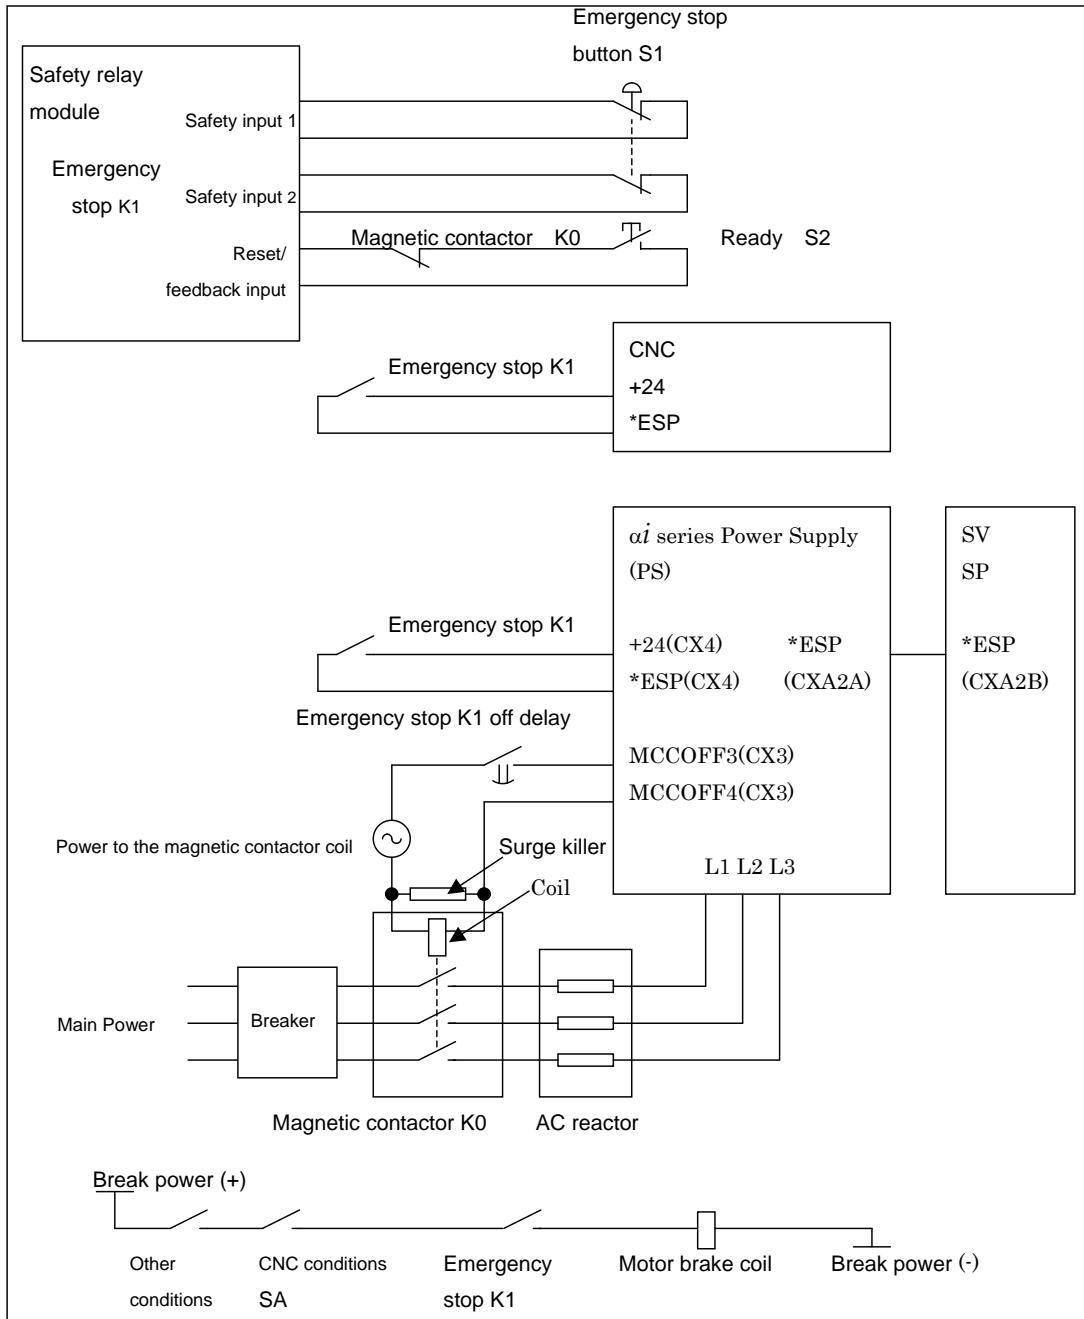 Emergency stop
button S1
Safety relay
module
Safety input 1
Emergency
stop K1
Safety input 2
Magnetic contactor K0
Ready S2
Reset/
feedback input
CNC
Emergency stop K1
+24
*ESP
αi series Power Supply
(PS)
SV
SP
Emergency stop K1
+24(CX4) *ESP
*ESP(CX4) (CXA2A)
*ESP
(CXA2B)
Emergency stop K1 off delay
MCCOFF3(CX3)
MCCOFF4(CX3)
Power to the magnetic contactor coil
Surge killer
L1 L2 L3
Coil
Main Power
Breaker
Magnetic contactor K0
AC reactor
Break power (+)
Other
conditions
CNC conditions
SA
Emergency
stop K1
Motor brake coil
Break power (-)